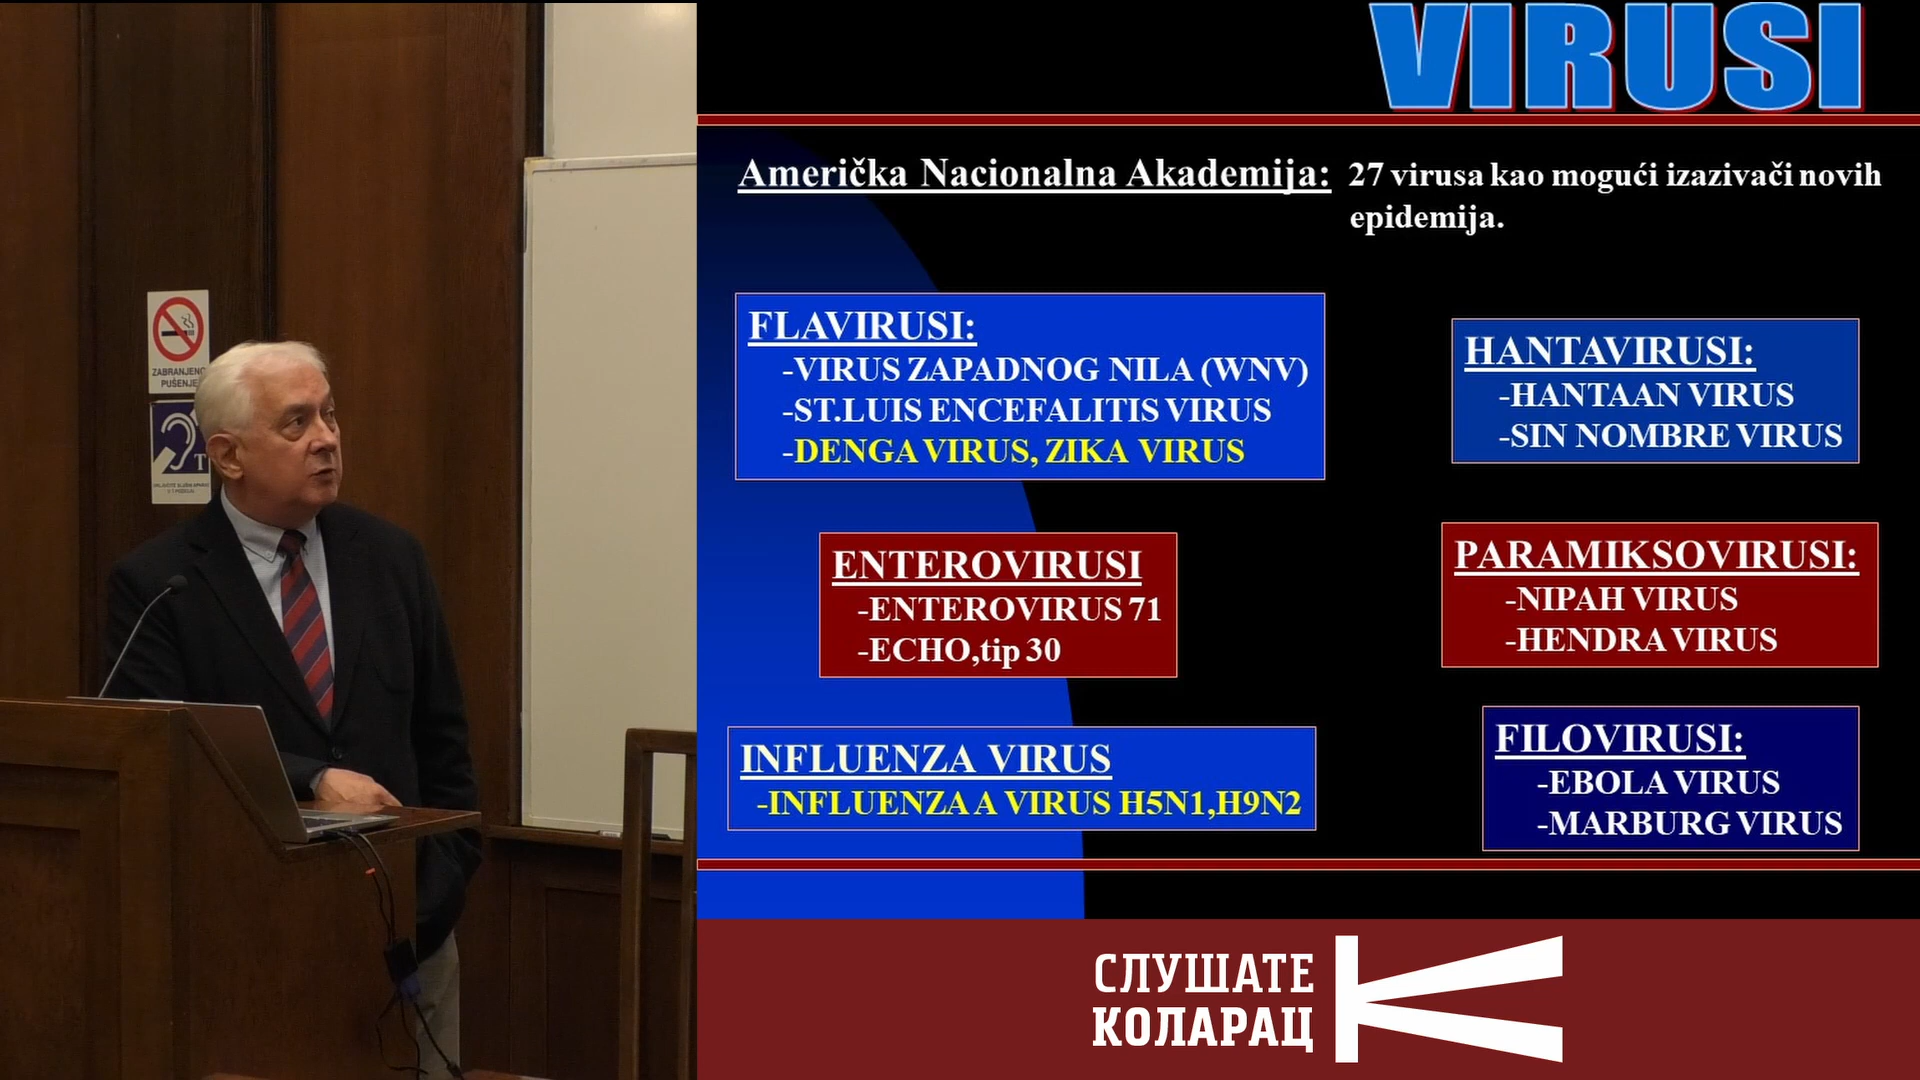 VIRUSI
Američka Nacionalna Akademija: 27 virusa kao mogući izazivači novih
epidemija.
FLAVIRUSI:
-VIRUS ZAPADNOG NILA (WNV)
-ST.LUIS ENCEFALITIS VIRUS
-DENGA VIRUS, ZIKA VIRUS
HANTAVIRUSI:
-HANTAAN VIRUS
-SIN NOMBRE VIRUS
ENTEROVIRUSI
-ENTEROVIRUS 71
-ECHO,tip 30
PARAMIKSOVIRUSI:
-NIPAH VIRUS
-HENDRA VIRUS
INFLUENZA VIRUS
-INFLUENZA A VIRUS H5N1,H9N2
FILOVIRUSI:
-EBOLA VIRUS
-MARBURG VIRUS
ZABRANJENO
PUŠENJE
T
СЛУШАТЕ
КОЛАРАЦ